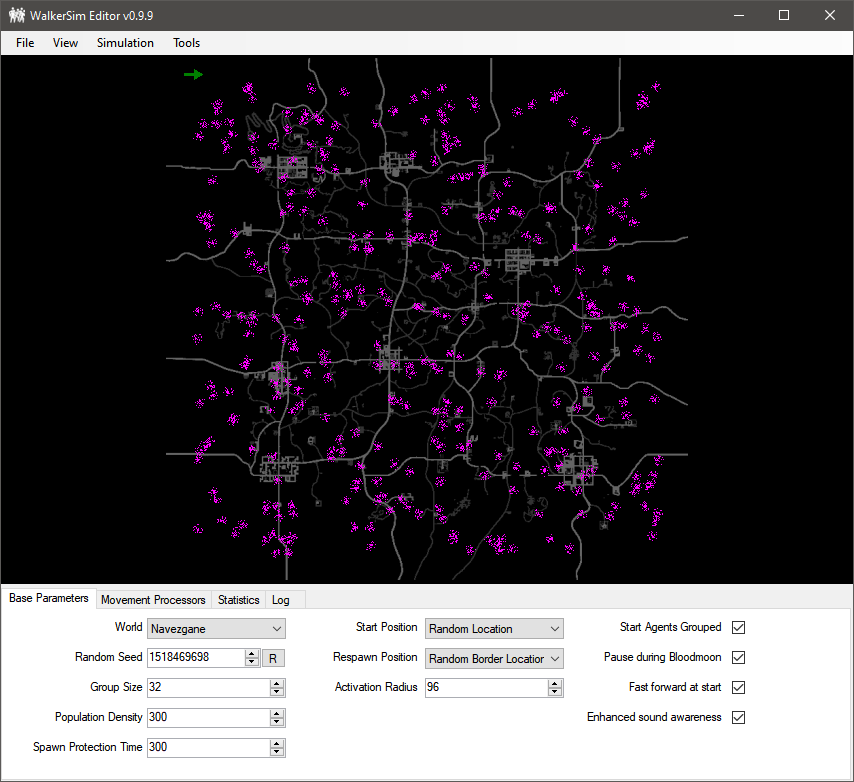 WalkerSim Editor v0.9.9
File View Simulation Tools
Base Parameters Movement Processors Statistics Log
World Navezgane Start Position Random Location Start Agents Grouped
Random Seed 1518469698 R Respawn Position Random Border Location Pause during Bloodmoon
Group Size 32 Activation Radius 96 Fast forward at start
Population Density 300 Enhanced sound awareness
Spawn Protection Time 300